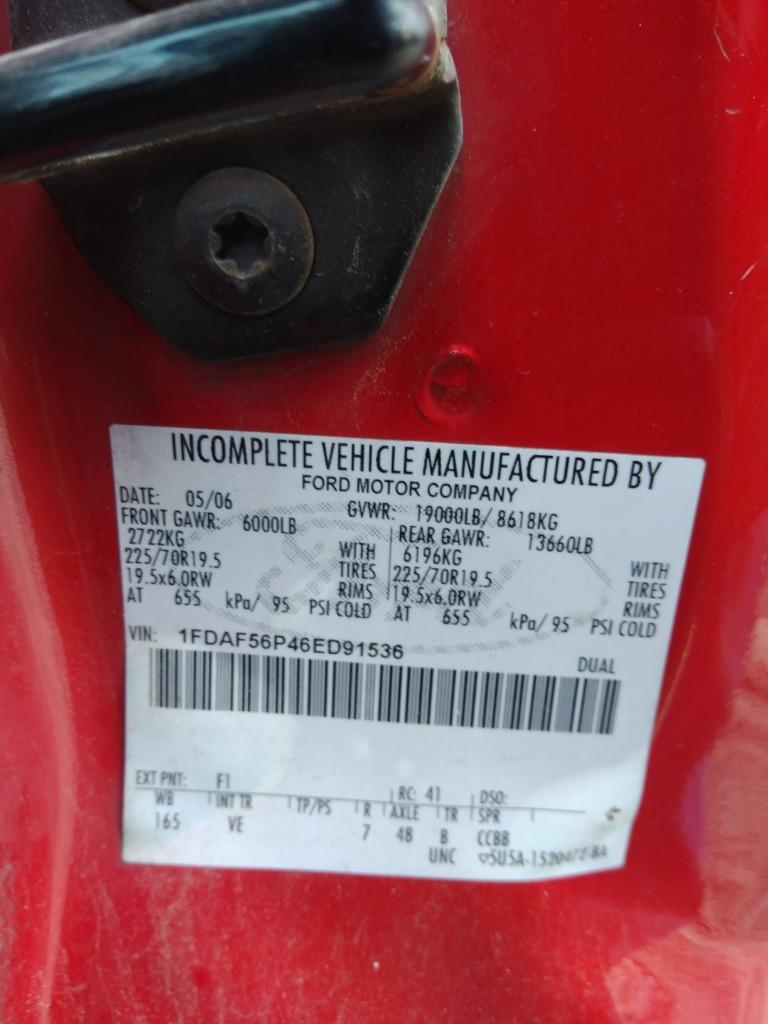 INCOMPLETE VEHICLE MANUFACTURED BY
FORD MOTOR COMPANY
DATE: 05/06 GVWR: 19000LB/ 8618KG
FRONT GAWR: 6000LB REAR GAWR: 13660LB
2722KG WITH 6196KG WITH
225/70R19.5 TIRES 225/70R19.5 TIRES
19.5x6.0RW RIMS 19.5x6.0RW RIMS
AT 655 kPa/ 95 PSI COLD AT 655 kPa/ 95 PSI COLD
VIN: 1FDAF56P46ED91536 DUAL
EXT PNT: F1 RC: 41 DSO:
WB INT TR TP/PS R AXLE TR SPR
165 VE 7 48 B CCBB
UNC